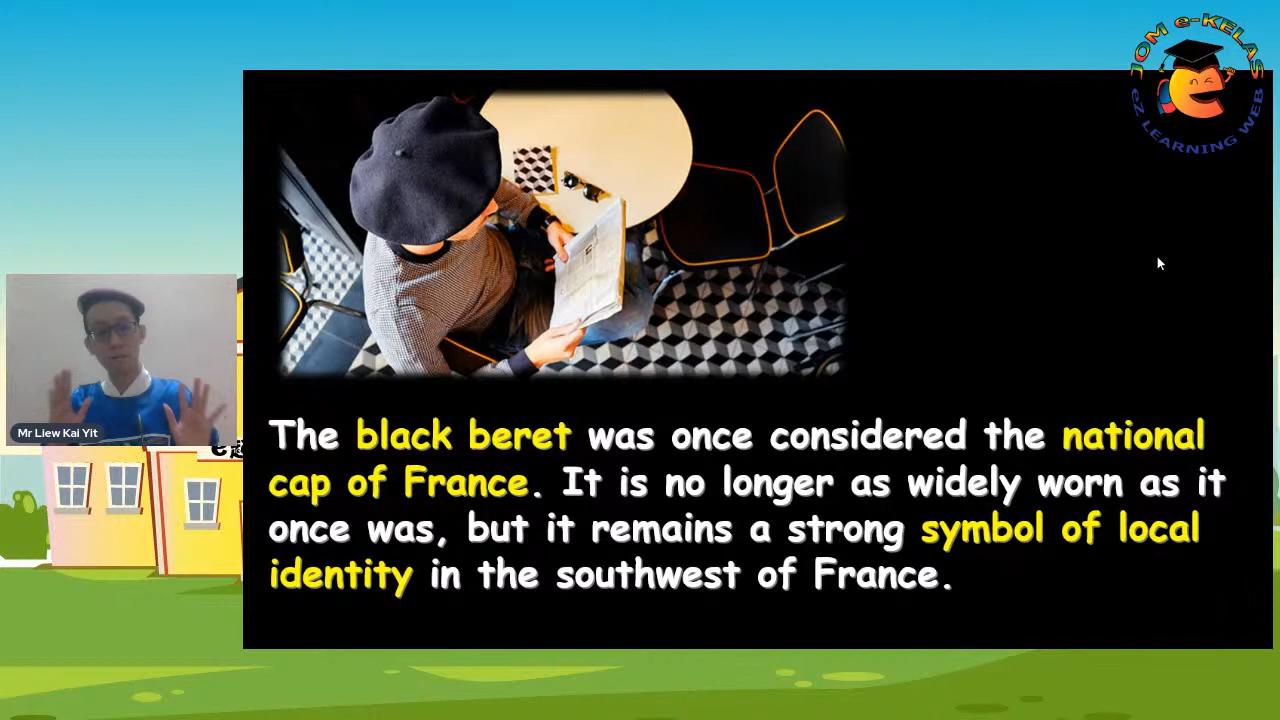 JOM e-KELAS
eZ LEARNING WEB
Mr Liew Kai Yit
The black beret was once considered the national
cap of France. It is no longer as widely worn as it
once was, but it remains a strong symbol of local
identity in the southwest of France.